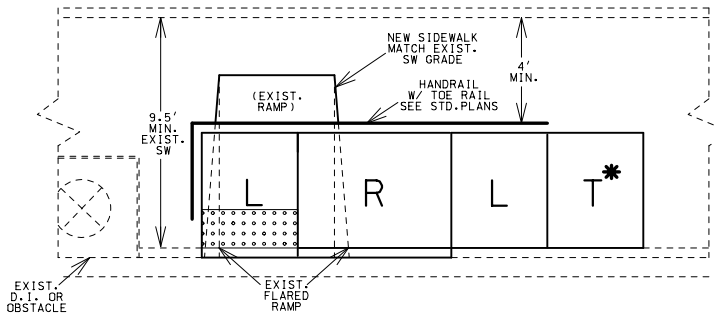 NEW SIDEWALK
MATCH EXIST.
SW GRADE
4'
MIN.
(EXIST.
RAMP)
HANDRAIL
W/ TOE RAIL
SEE STD.PLANS
9.5'
MIN.
EXIST.
SW
L
R
L
T*
EXIST.
D.I. OR
OBSTACLE
EXIST.
FLARED
RAMP